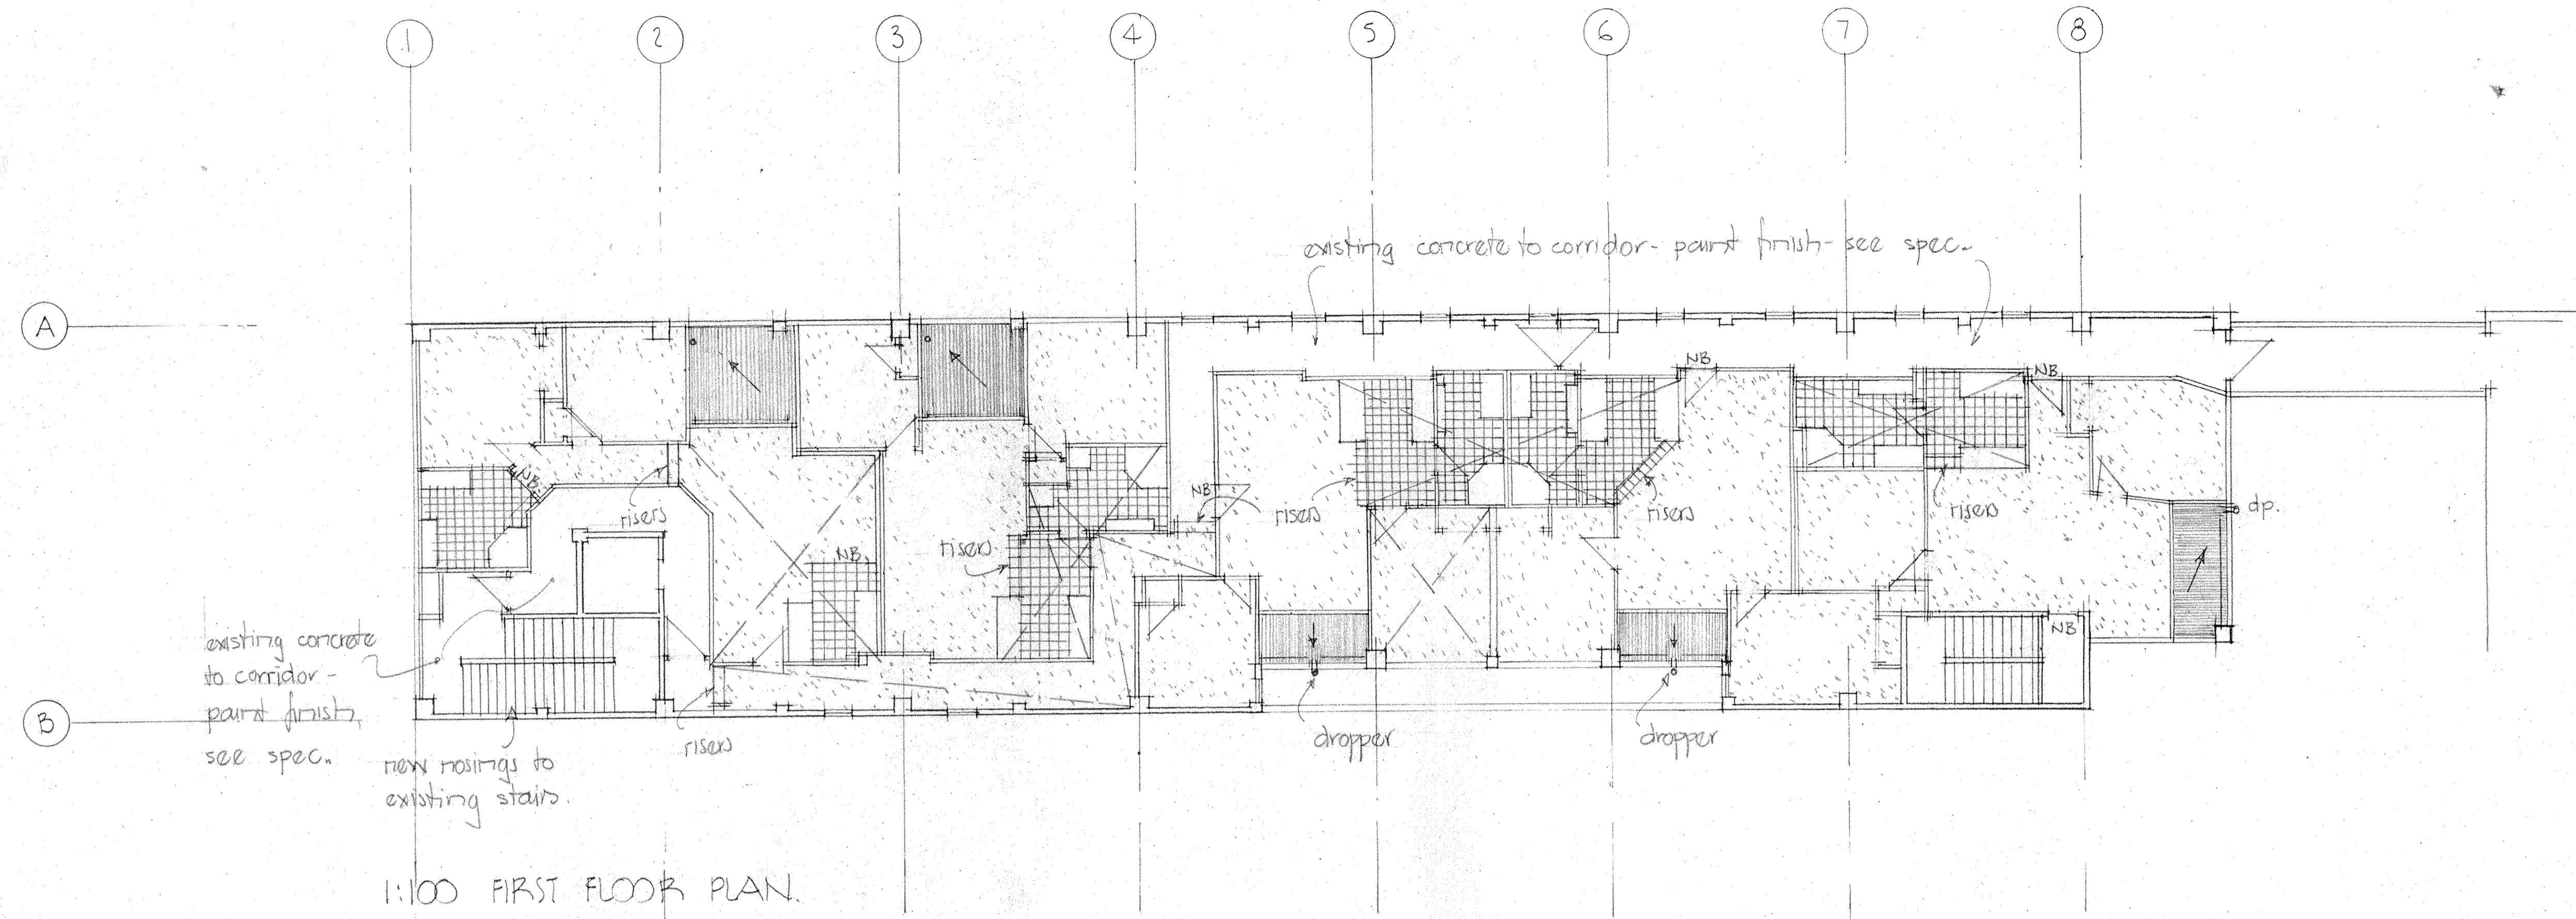 1 2 3 4 5 6 7 8
existing concrete to corridor - paint finish - see spec.
A
NB
NB
NB
NB
risers
risers
risers
risers
dp.
NB
risers
NB
existing concrete
to corridor -
paint finish,
see spec.
B
risers
dropper
dropper
new nosings to
existing stairs.
1:100 FIRST FLOOR PLAN.